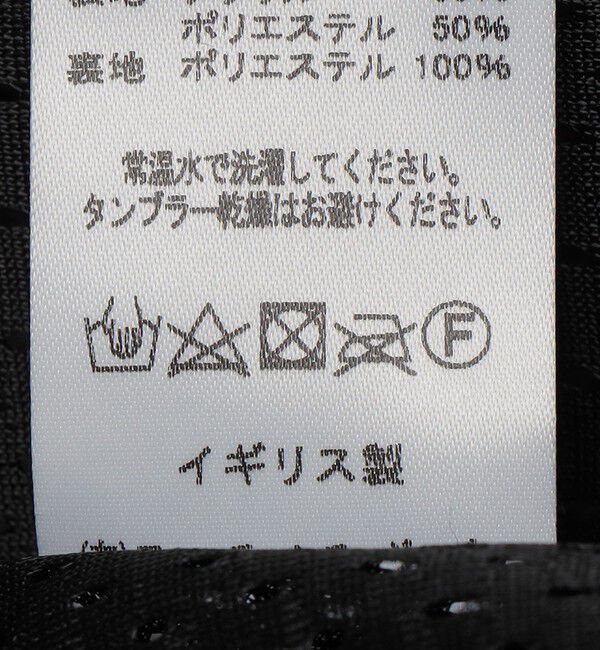 ポリエステル 50%
裏地 ポリエステル 100%
常温水で洗濯してください。
タンブラー乾燥はお避けください。
F
イギリス製